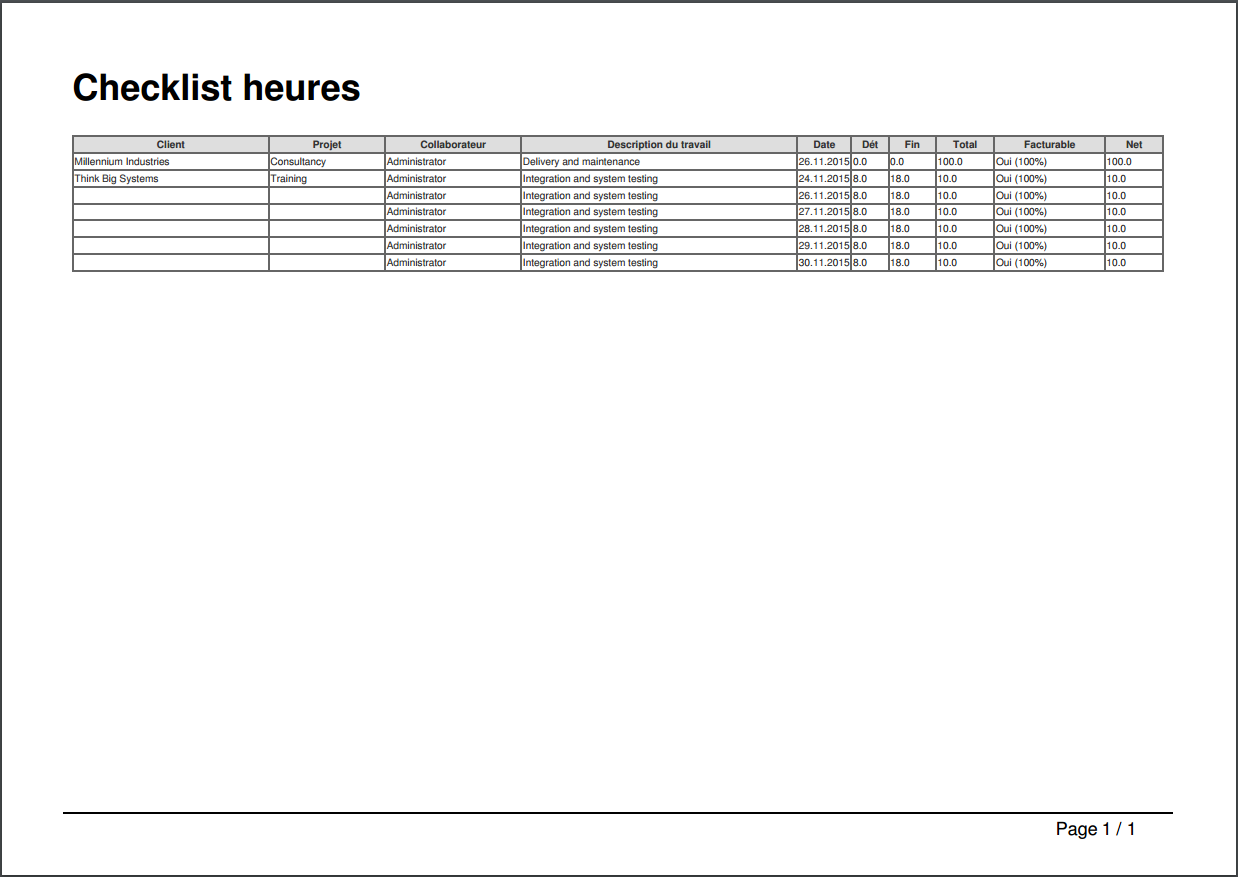 Checklist heures
Client Projet Collaborateur Description du travail Date Dét Fin Total Facturable Net
Millennium Industries Consultancy Administrator Delivery and maintenance 26.11.2015 0.0 0.0 100.0 Oui (100%) 100.0
Think Big Systems Training Administrator Integration and system testing 24.11.2015 8.0 18.0 10.0 Oui (100%) 10.0
Administrator Integration and system testing 26.11.2015 8.0 18.0 10.0 Oui (100%) 10.0
Administrator Integration and system testing 27.11.2015 8.0 18.0 10.0 Oui (100%) 10.0
Administrator Integration and system testing 28.11.2015 8.0 18.0 10.0 Oui (100%) 10.0
Administrator Integration and system testing 29.11.2015 8.0 18.0 10.0 Oui (100%) 10.0
Administrator Integration and system testing 30.11.2015 8.0 18.0 10.0 Oui (100%) 10.0
Page 1 / 1